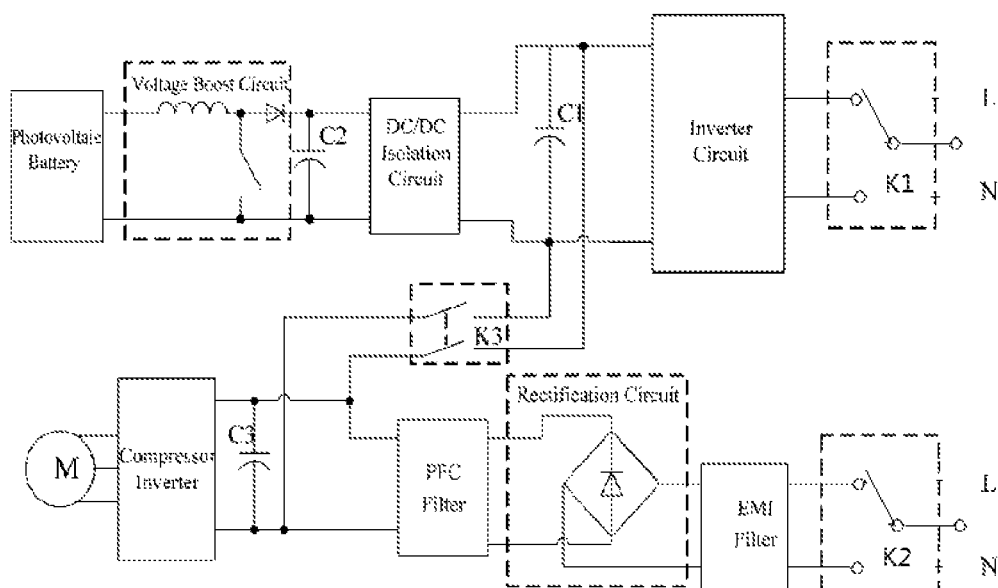 Voltage Boost Circuit
Photovoltaic
Battery
C2
DC/DC
Isolation
Circuit
C1
Inverter
Circuit
K1
L
N
K3
Rectification Circuit
M
Compressor
Inverter
C3
PFC
Filter
EMI
Filter
K2
L
N